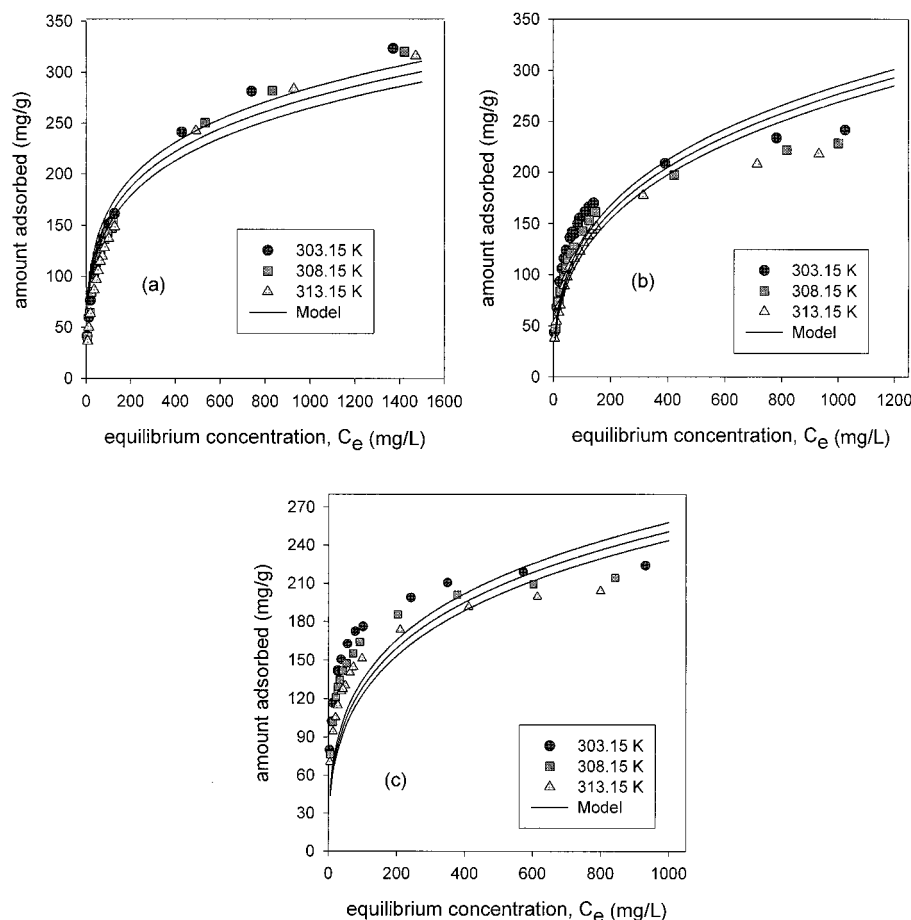 350
300
250
200
150
100
50
0
amount adsorbed (mg/g)
(a)
303.15 K
308.15 K
313.15 K
Model
0 200 400 600 800 1000 1200 1400 1600
equilibrium concentration, Ce (mg/L)
350
300
250
200
150
100
50
0
amount adsorbed (mg/g)
(b)
303.15 K
308.15 K
313.15 K
Model
0 200 400 600 800 1000 1200
equilibrium concentration, Ce (mg/L)
270
240
210
180
150
120
90
60
30
0
amount adsorbed (mg/g)
(c)
303.15 K
308.15 K
313.15 K
Model
0 200 400 600 800 1000
equilibrium concentration, Ce (mg/L)